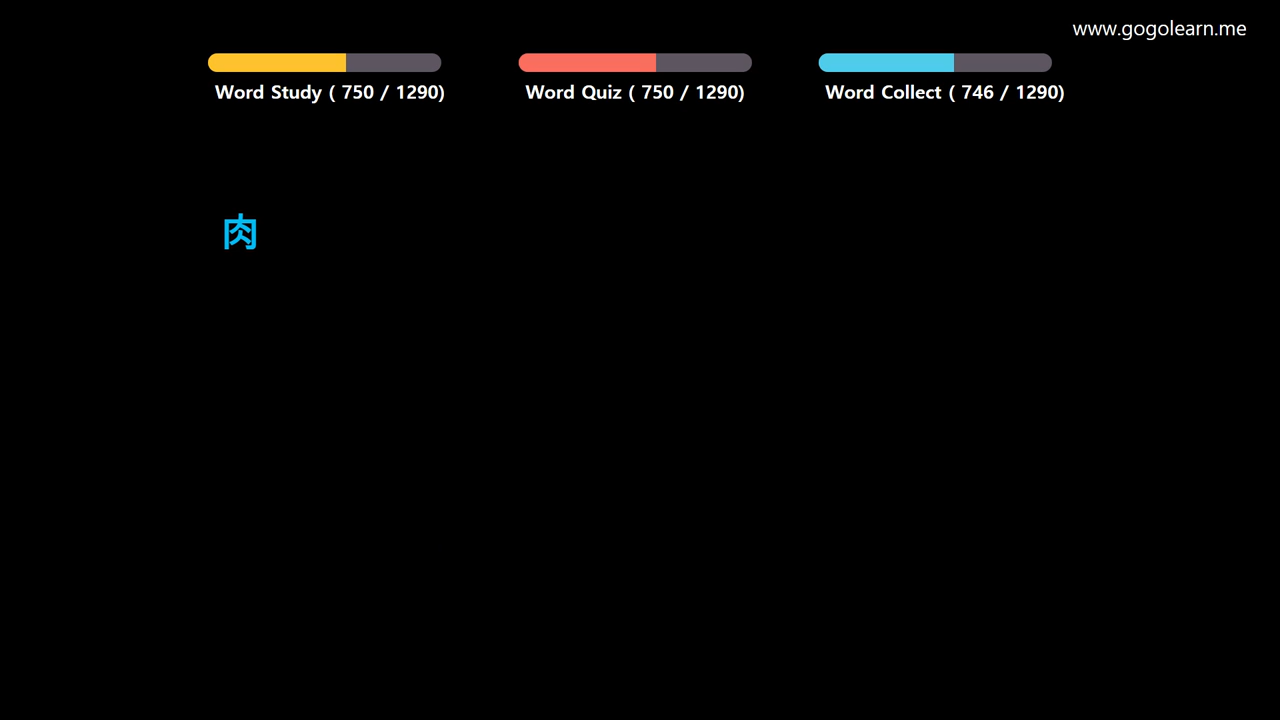 www.gogolearn.me
Word Study ( 750 / 1290)
Word Quiz ( 750 / 1290)
Word Collect ( 746 / 1290)
肉